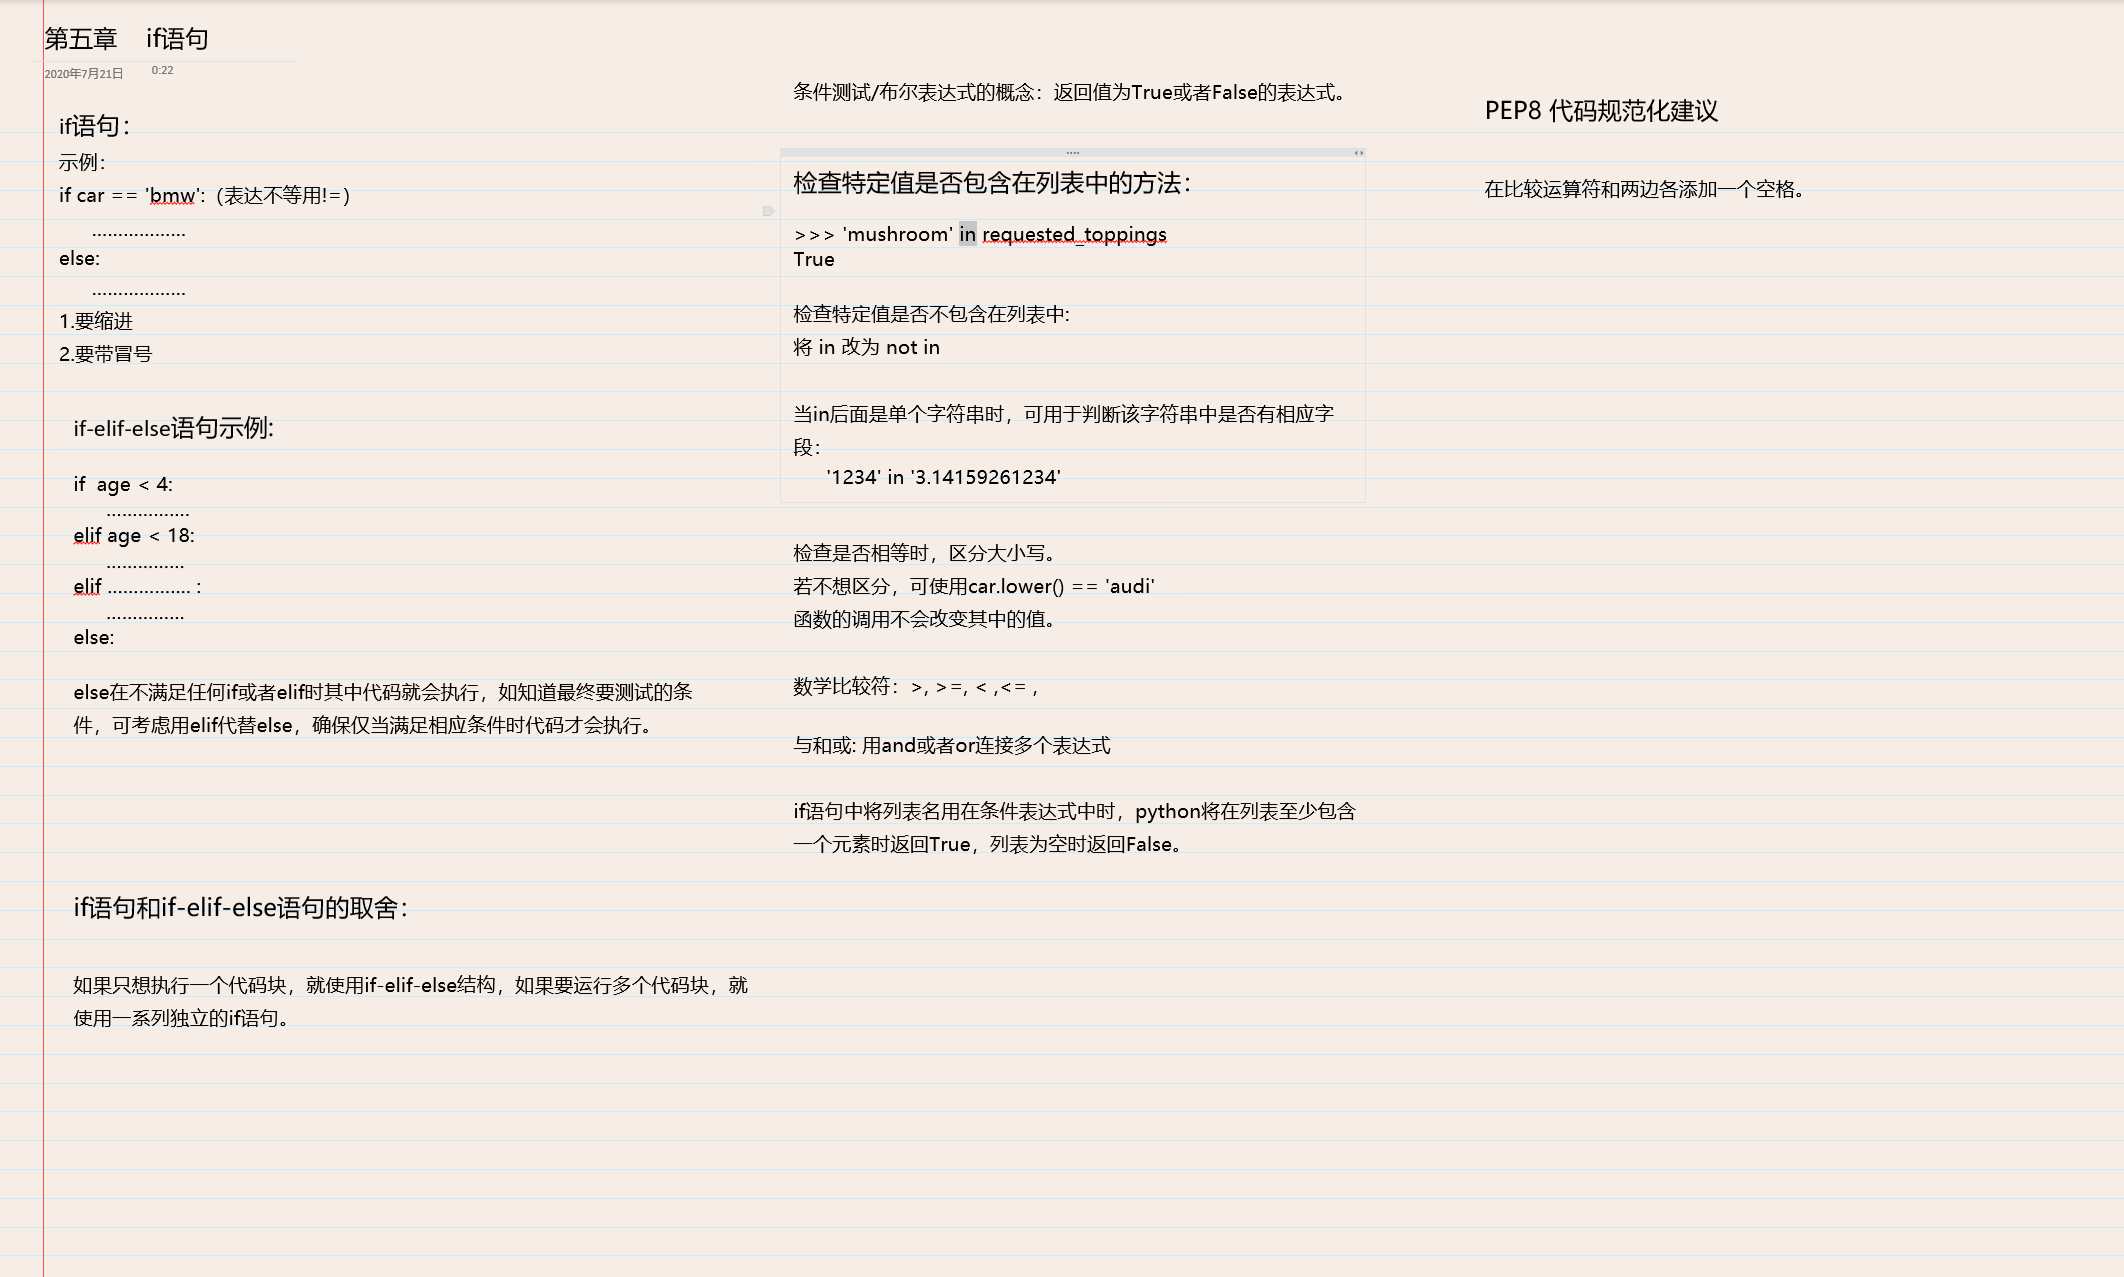 第五章    if语句
2020年7月21日    0:22
if语句：
示例：
if car == 'bmw':（表达不等用!=）
………………
else:
………………
1.要缩进
2.要带冒号
if-elif-else语句示例:
if  age < 4:
…………….
elif age < 18:
……………
elif ……………. :
……………
else:
else在不满足任何if或者elif时其中代码就会执行，如知道最终要测试的条
件，可考虑用elif代替else，确保仅当满足相应条件时代码才会执行。
if语句和if-elif-else语句的取舍：
如果只想执行一个代码块，就使用if-elif-else结构，如果要运行多个代码块，就
使用一系列独立的if语句。
条件测试/布尔表达式的概念：返回值为True或者False的表达式。
检查特定值是否包含在列表中的方法：
>>> 'mushroom' in requested_toppings
True
检查特定值是否不包含在列表中:
将 in 改为 not in
当in后面是单个字符串时，可用于判断该字符串中是否有相应字
段：
'1234' in '3.14159261234'
检查是否相等时，区分大小写。
若不想区分，可使用car.lower() == 'audi'
函数的调用不会改变其中的值。
数学比较符：>, >=, < ,<= ,
与和或: 用and或者or连接多个表达式
if语句中将列表名用在条件表达式中时，python将在列表至少包含
一个元素时返回True，列表为空时返回False。
PEP8 代码规范化建议
在比较运算符和两边各添加一个空格。